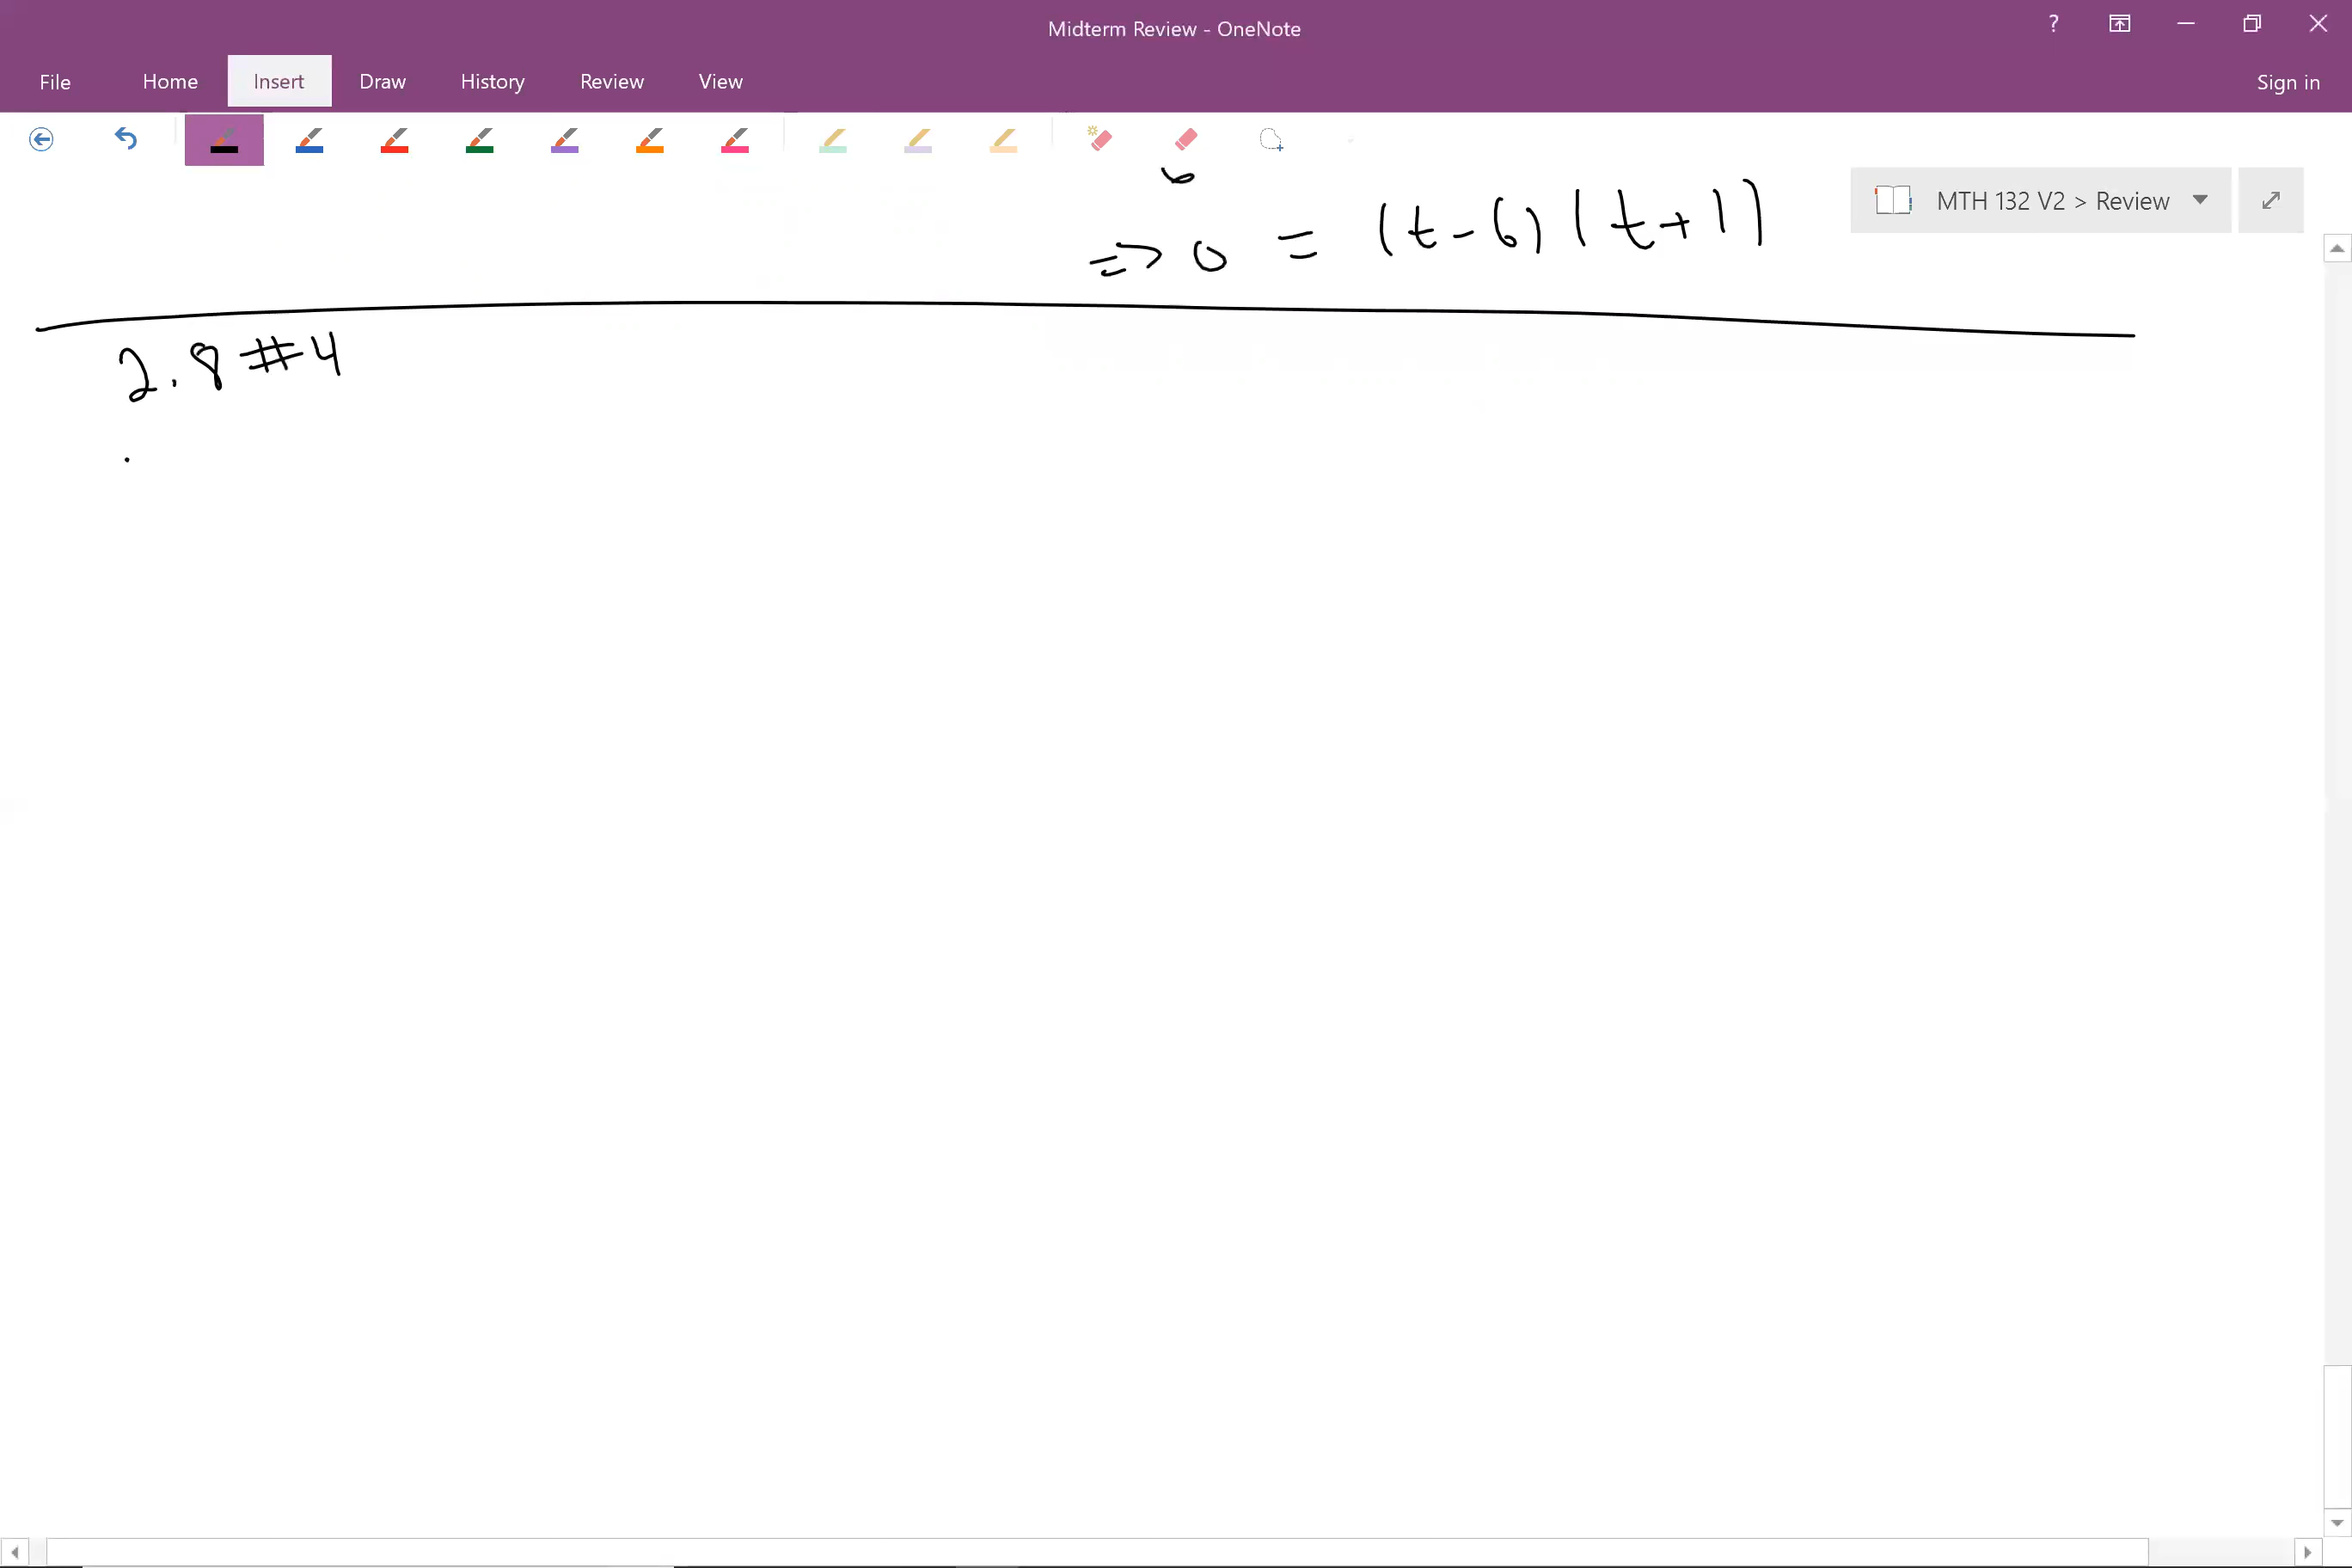 Midterm Review - OneNote
?
File Home Insert Draw History Review View Sign in
MTH 132 V2 > Review
=> 0 = (t-6)(t+1)
2.8 #4